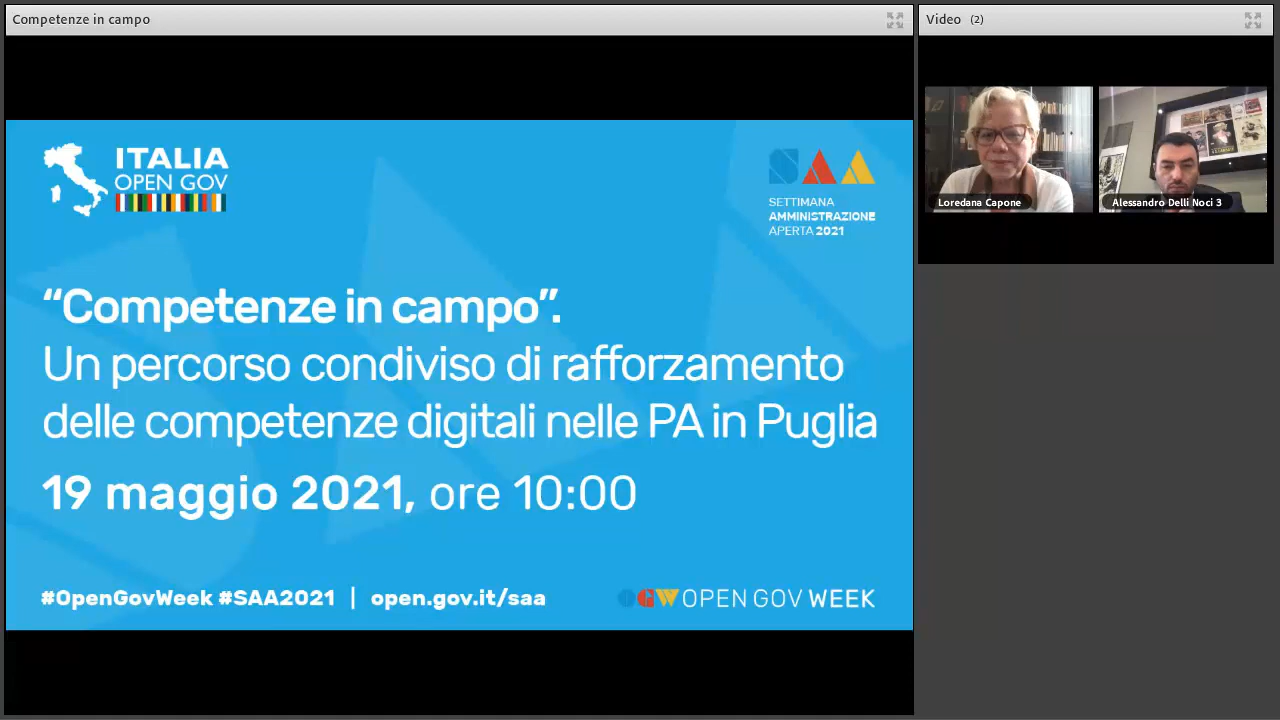 Competenze in campo
Video (2)
Loredana Capone
Alessandro Delli Noci 3
ITALIA
OPEN GOV
SAA
SETTIMANA
AMMINISTRAZIONE
APERTA 2021
“Competenze in campo”.
Un percorso condiviso di rafforzamento
delle competenze digitali nelle PA in Puglia
19 maggio 2021, ore 10:00
#OpenGovWeek #SAA2021 | open.gov.it/saa
OGW OPEN GOV WEEK